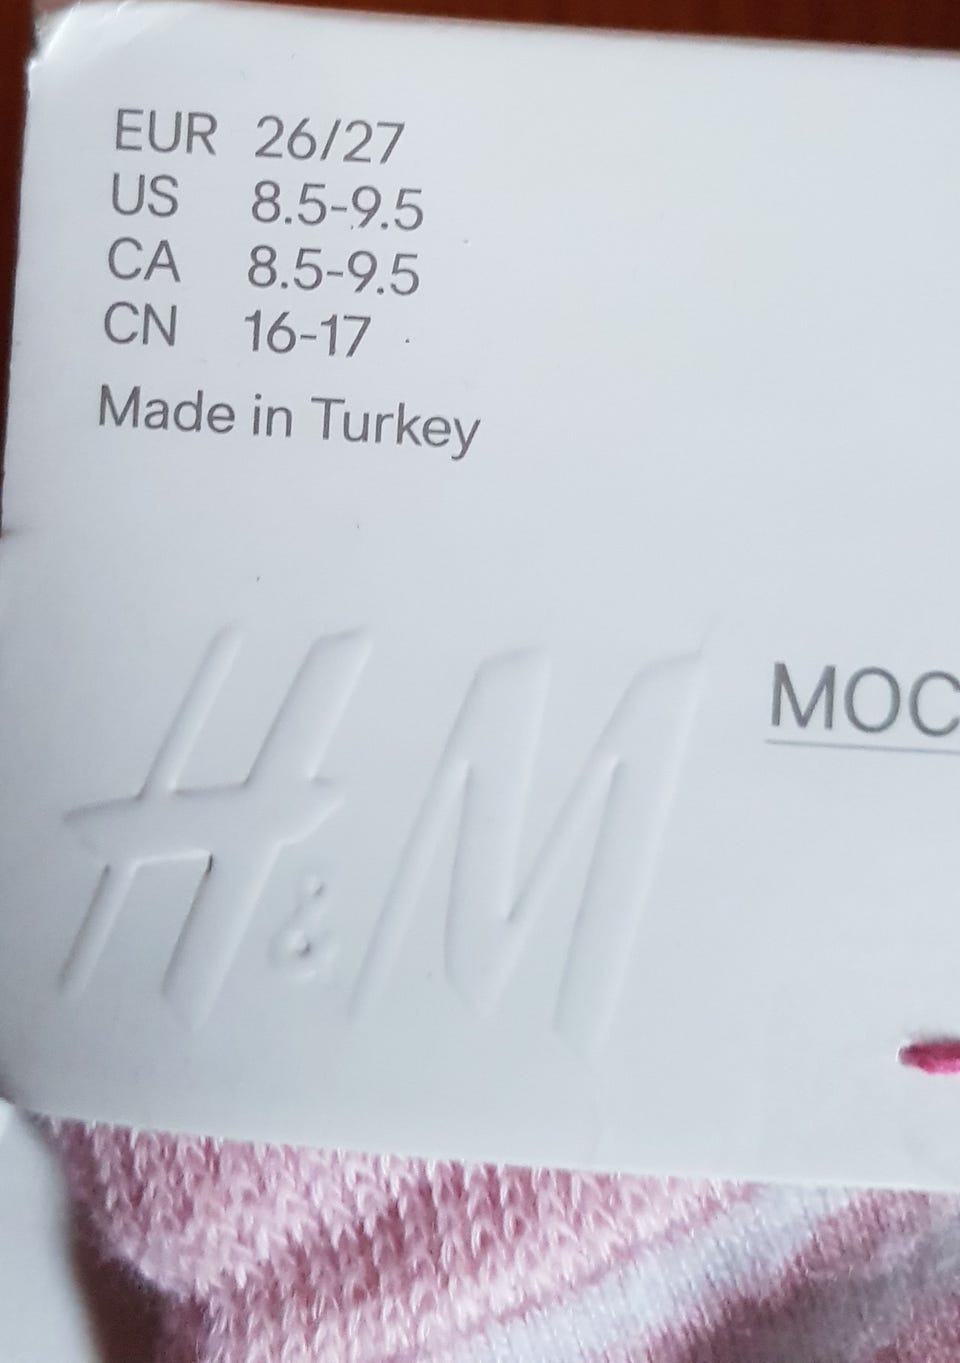 EUR 26/27
US 8.5-9.5
CA 8.5-9.5
CN 16-17
Made in Turkey
H&M
MOC